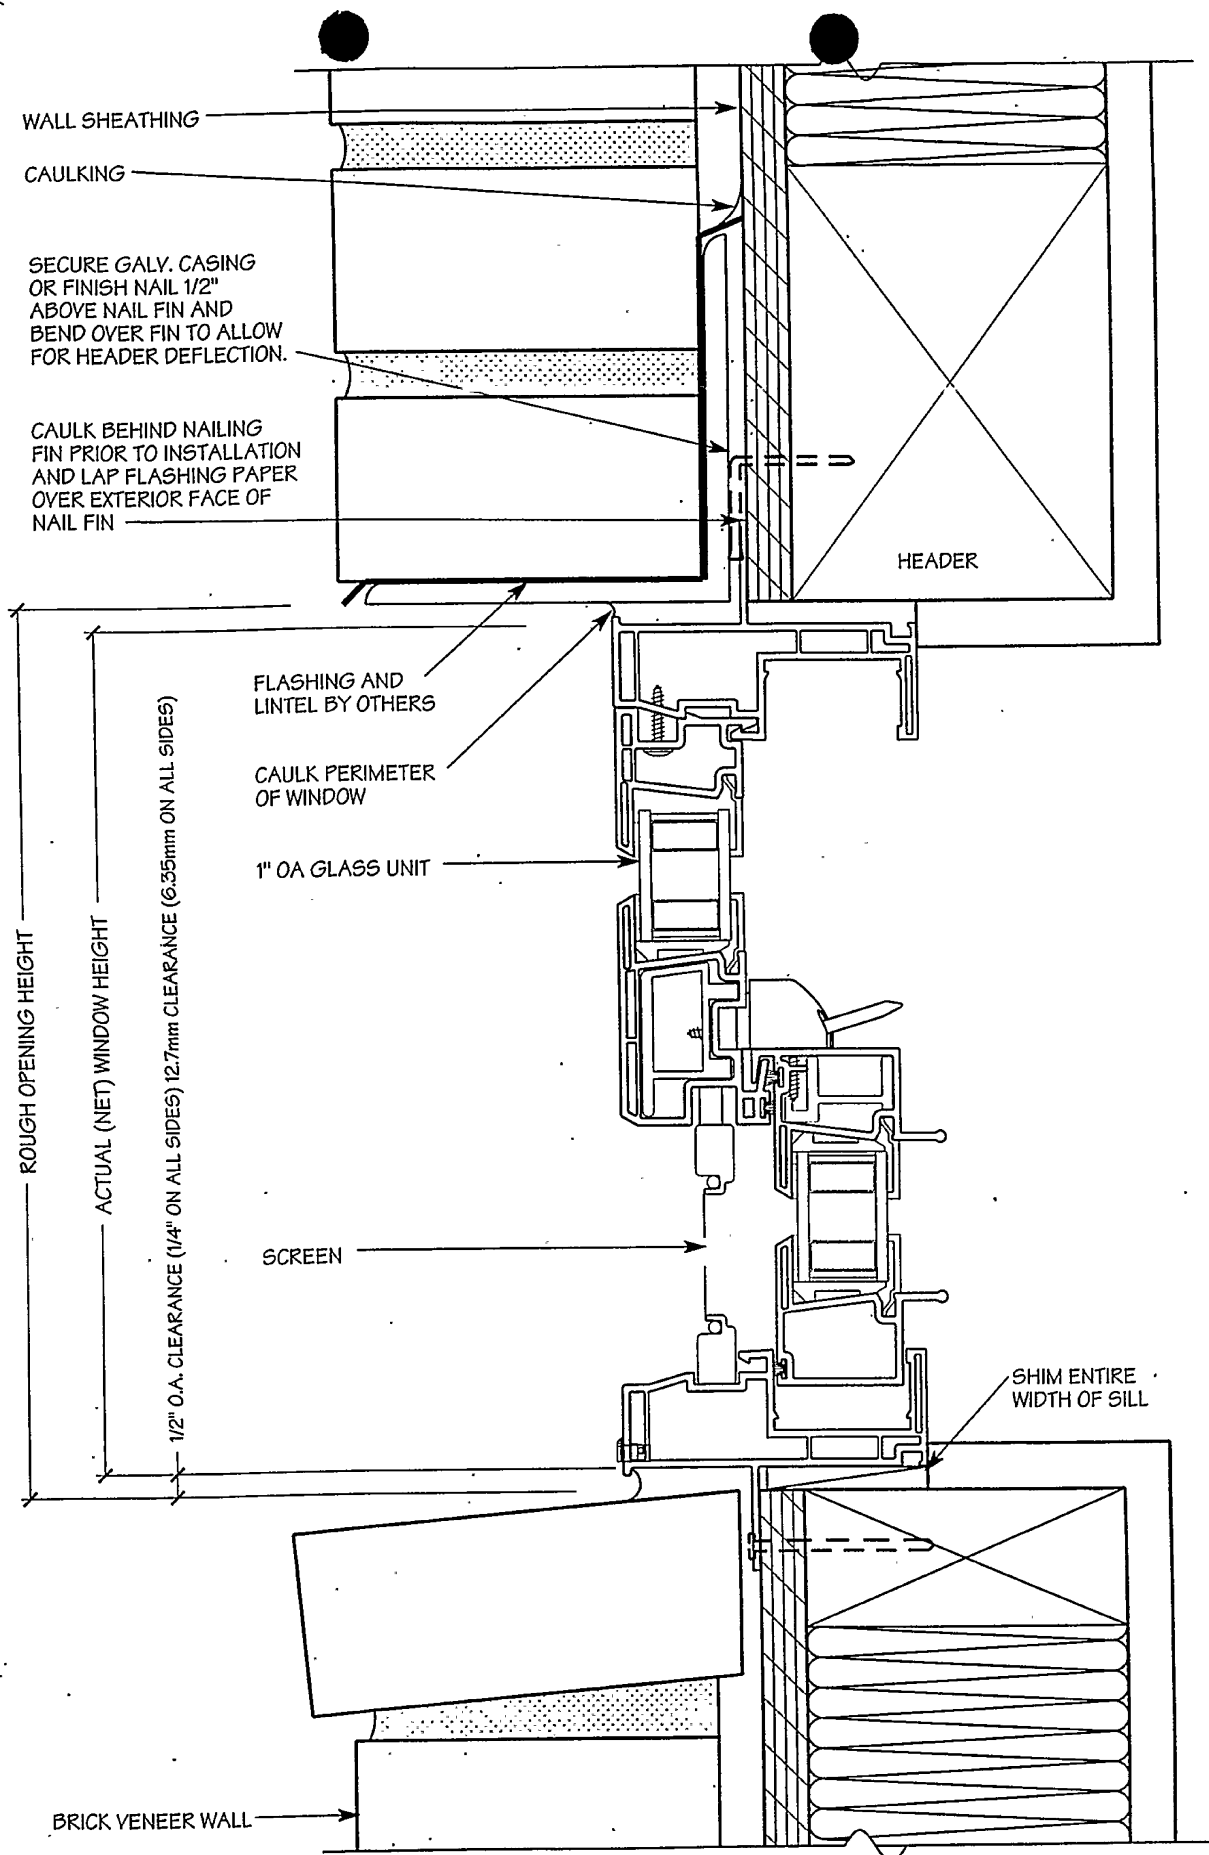 WALL SHEATHING
CAULKING
SECURE GALV. CASING
OR FINISH NAIL 1/2"
ABOVE NAIL FIN AND
BEND OVER FIN TO ALLOW
FOR HEADER DEFLECTION.
CAULK BEHIND NAILING
FIN PRIOR TO INSTALLATION
AND LAP FLASHING PAPER
OVER EXTERIOR FACE OF
NAIL FIN
HEADER
FLASHING AND
LINTEL BY OTHERS
CAULK PERIMETER
OF WINDOW
1" OA GLASS UNIT
ROUGH OPENING HEIGHT
ACTUAL (NET) WINDOW HEIGHT
1/2" O.A. CLEARANCE (1/4" ON ALL SIDES) 12.7mm CLEARANCE (6.35mm ON ALL SIDES)
SCREEN
SHIM ENTIRE
WIDTH OF SILL
BRICK VENEER WALL